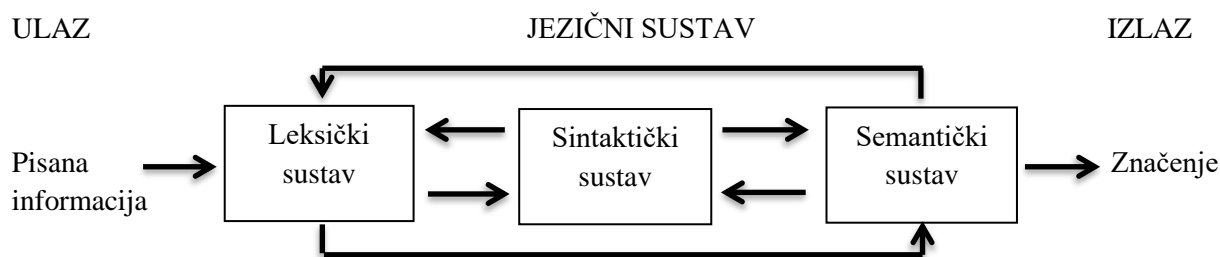 ULAZ JEZIČNI SUSTAV IZLAZ
Pisana
informacija
Leksički
sustav
Sintaktički
sustav
Semantički
sustav
Značenje